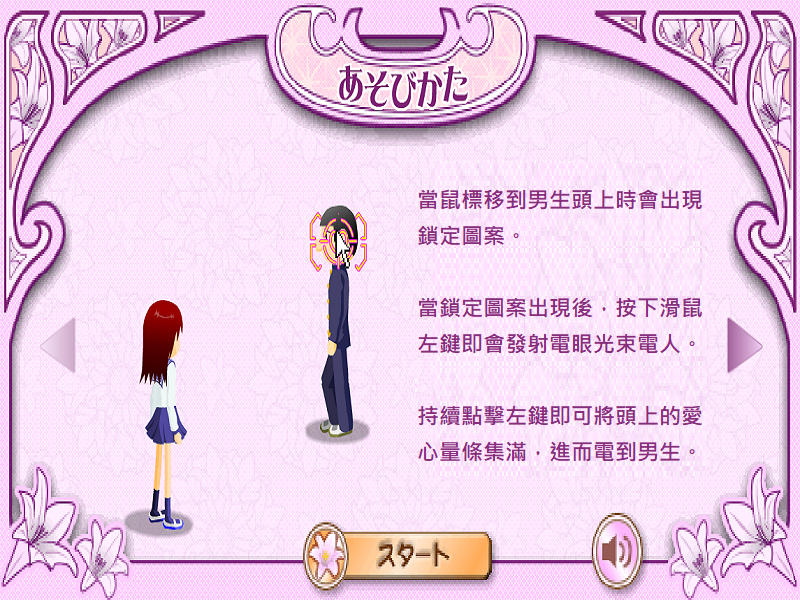 あそびかた
當鼠標移到男生頭上時會出現
鎖定圖案。
當鎖定圖案出現後，按下滑鼠
左鍵即會發射電眼光束電人。
持續點擊左鍵即可將頭上的愛
心量條集滿，進而電到男生。
スタート